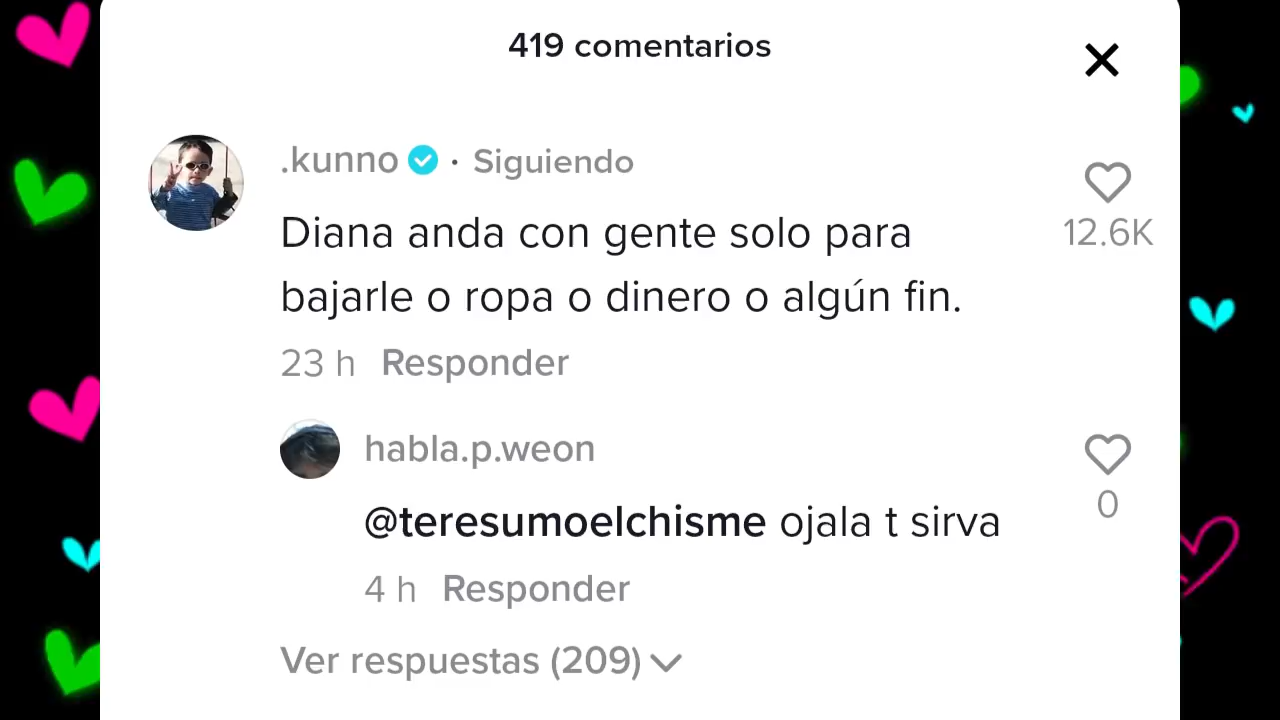 419 comentarios
.kunno · Siguiendo
Diana anda con gente solo para
bajarle o ropa o dinero o algún fin.
12.6K
23 h Responder
habla.p.weon
@teresumoelchisme ojala t sirva
0
4 h Responder
Ver respuestas (209)